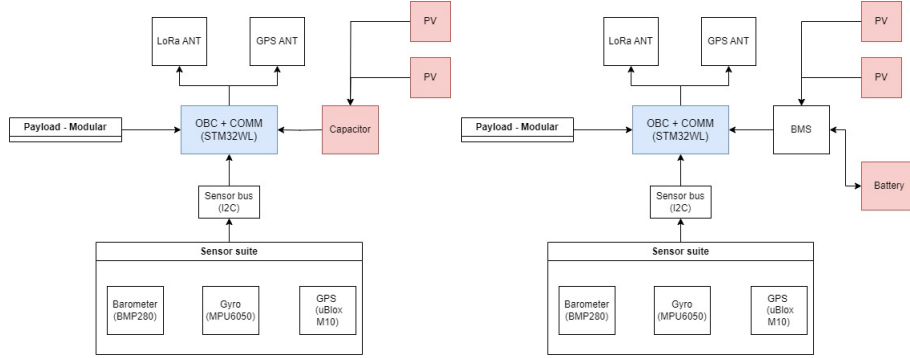 PV
LoRa ANT
GPS ANT
PV
Payload - Modular
OBC + COMM
(STM32WL)
Capacitor
Sensor bus
(I2C)
Sensor suite
Barometer
(BMP280)
Gyro
(MPU6050)
GPS
(uBlox
M10)
PV
LoRa ANT
GPS ANT
PV
Payload - Modular
OBC + COMM
(STM32WL)
BMS
Battery
Sensor bus
(I2C)
Sensor suite
Barometer
(BMP280)
Gyro
(MPU6050)
GPS
(uBlox
M10)